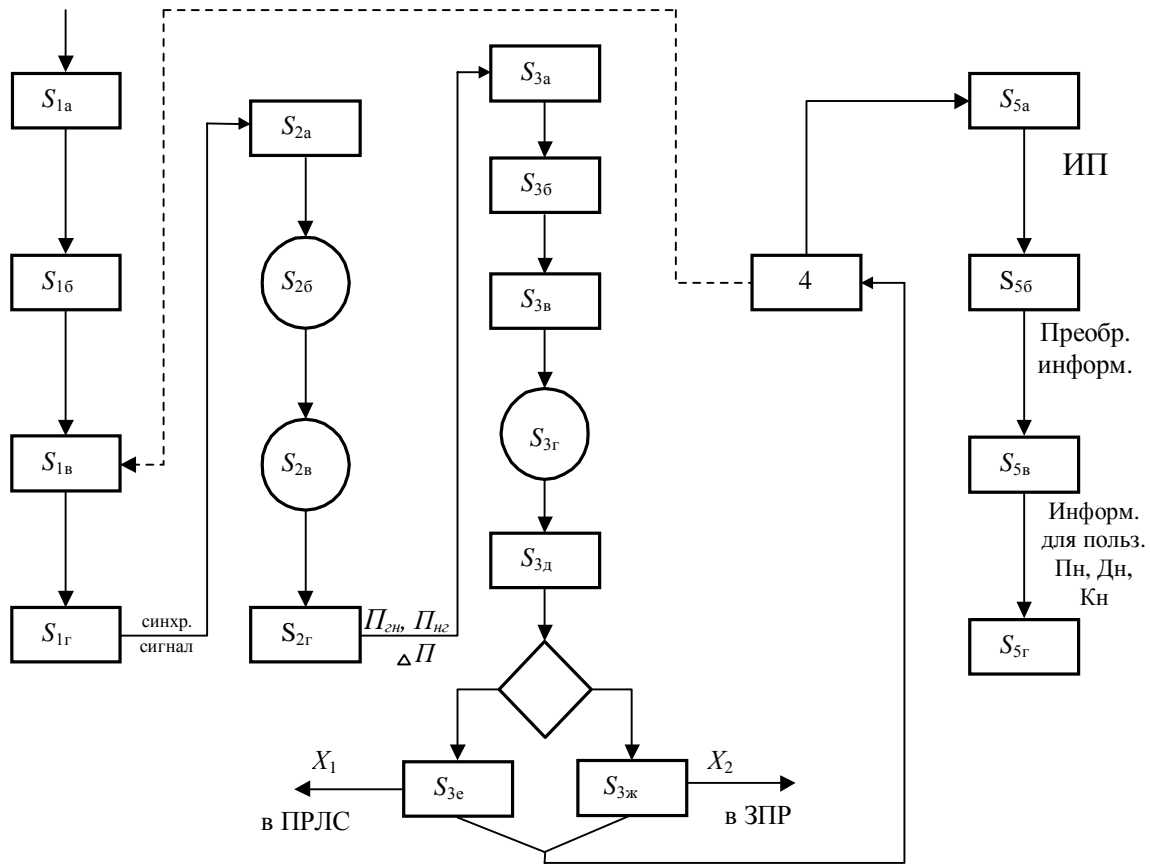 S1а
S1б
S1в
S1г
синхр.
сигнал
S2а
S2б
S2в
S2г
Пгн, Пнг
△ П
S3а
S3б
S3в
S3г
S3д
S3е
S3ж
X1
в ПРЛС
X2
в ЗПР
4
S5а
ИП
S5б
Преобр.
информ.
S5в
Информ.
для польз.
Пн, Дн,
Кн
S5г